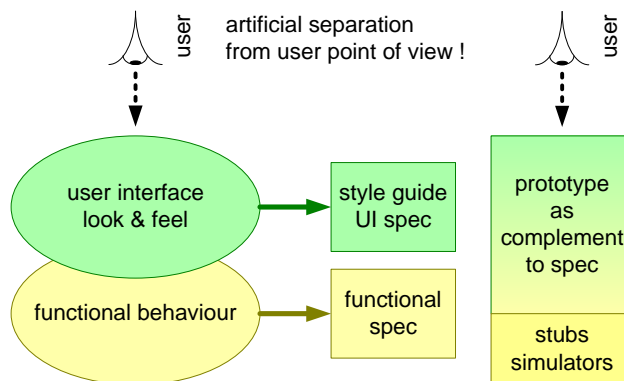 user
artificial separation
from user point of view !
user
user interface
look & feel
style guide
UI spec
prototype
as
complement
to spec
functional behaviour
functional
spec
stubs
simulators